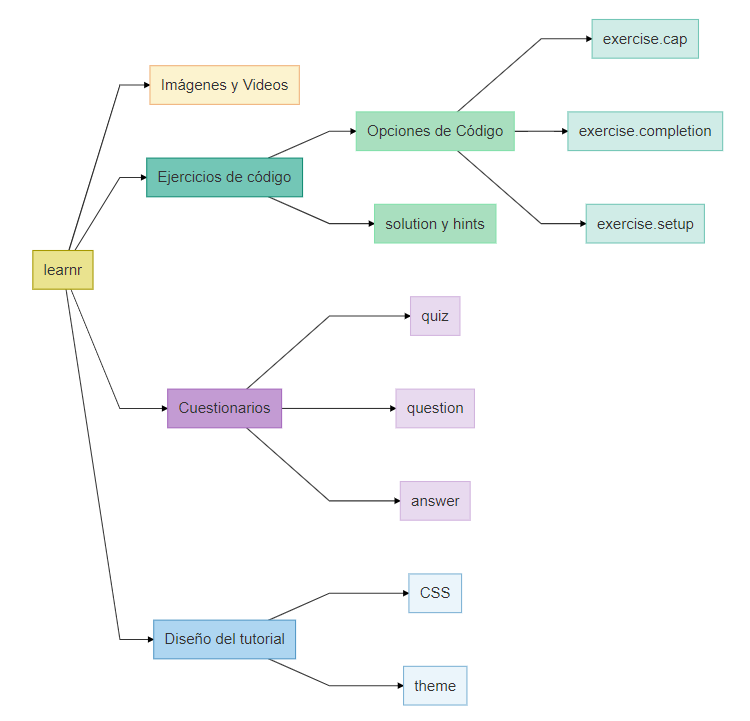 learnr
Imágenes y Videos
Ejercicios de código
Opciones de Código
exercise.cap
exercise.completion
exercise.setup
solution y hints
Cuestionarios
quiz
question
answer
Diseño del tutorial
CSS
theme